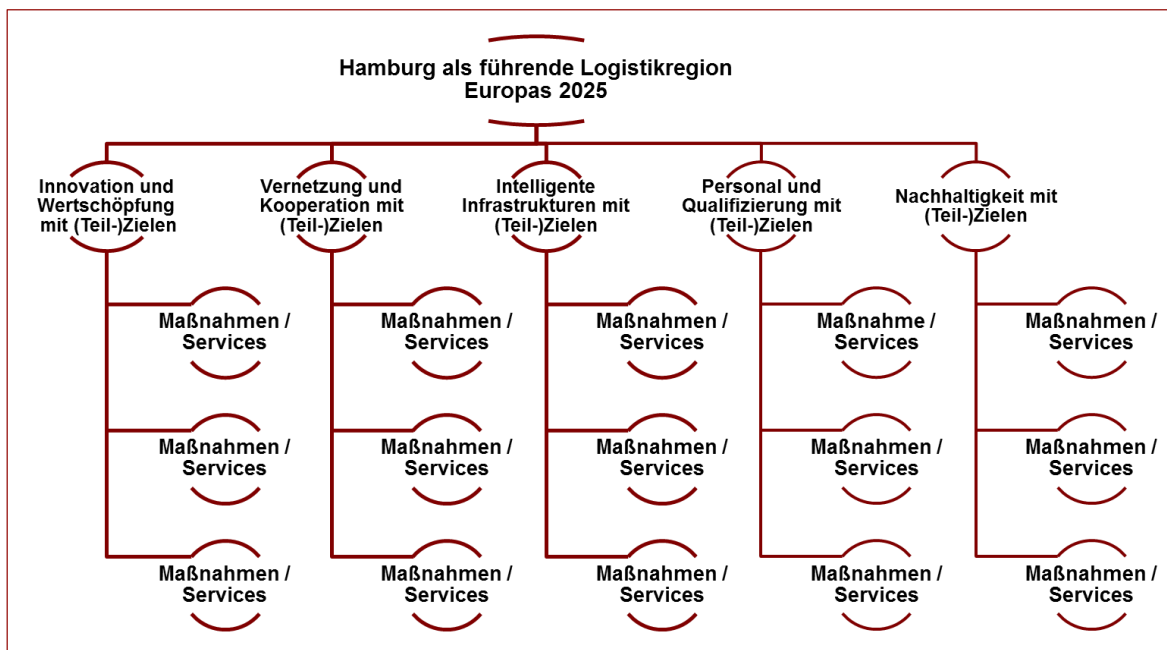 Hamburg als führende Logistikregion
Europas 2025
Innovation und
Wertschöpfung
mit (Teil-)Zielen
Vernetzung und
Kooperation mit
(Teil-)Zielen
Intelligente
Infrastrukturen mit
(Teil-)Zielen
Personal und
Qualifizierung mit
(Teil-)Zielen
Nachhaltigkeit mit
(Teil-)Zielen
Maßnahmen /
Services
Maßnahmen /
Services
Maßnahmen /
Services
Maßnahme /
Services
Maßnahmen /
Services
Maßnahmen /
Services
Maßnahmen /
Services
Maßnahmen /
Services
Maßnahmen /
Services
Maßnahmen /
Services
Maßnahmen /
Services
Maßnahmen /
Services
Maßnahmen /
Services
Maßnahmen /
Services
Maßnahmen /
Services